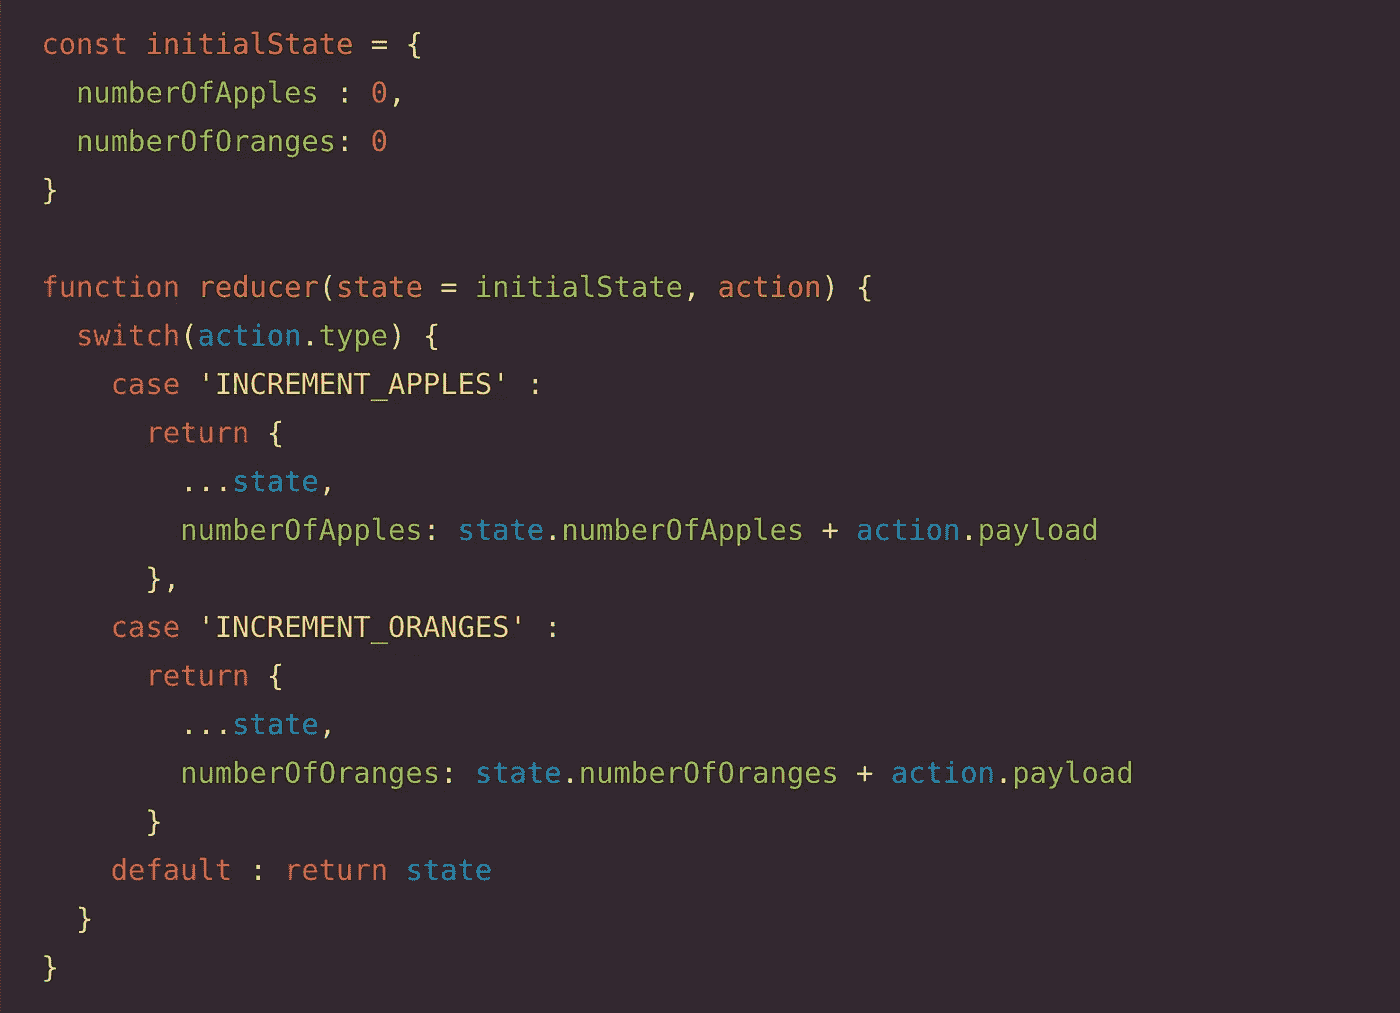 const initialState = {
  numberOfApples : 0,
  numberOfOranges: 0
}

function reducer(state = initialState, action) {
  switch(action.type) {
    case 'INCREMENT_APPLES' :
      return {
        ...state,
        numberOfApples: state.numberOfApples + action.payload
      },
    case 'INCREMENT_ORANGES' :
      return {
        ...state,
        numberOfOranges: state.numberOfOranges + action.payload
      }
    default : return state
  }
}